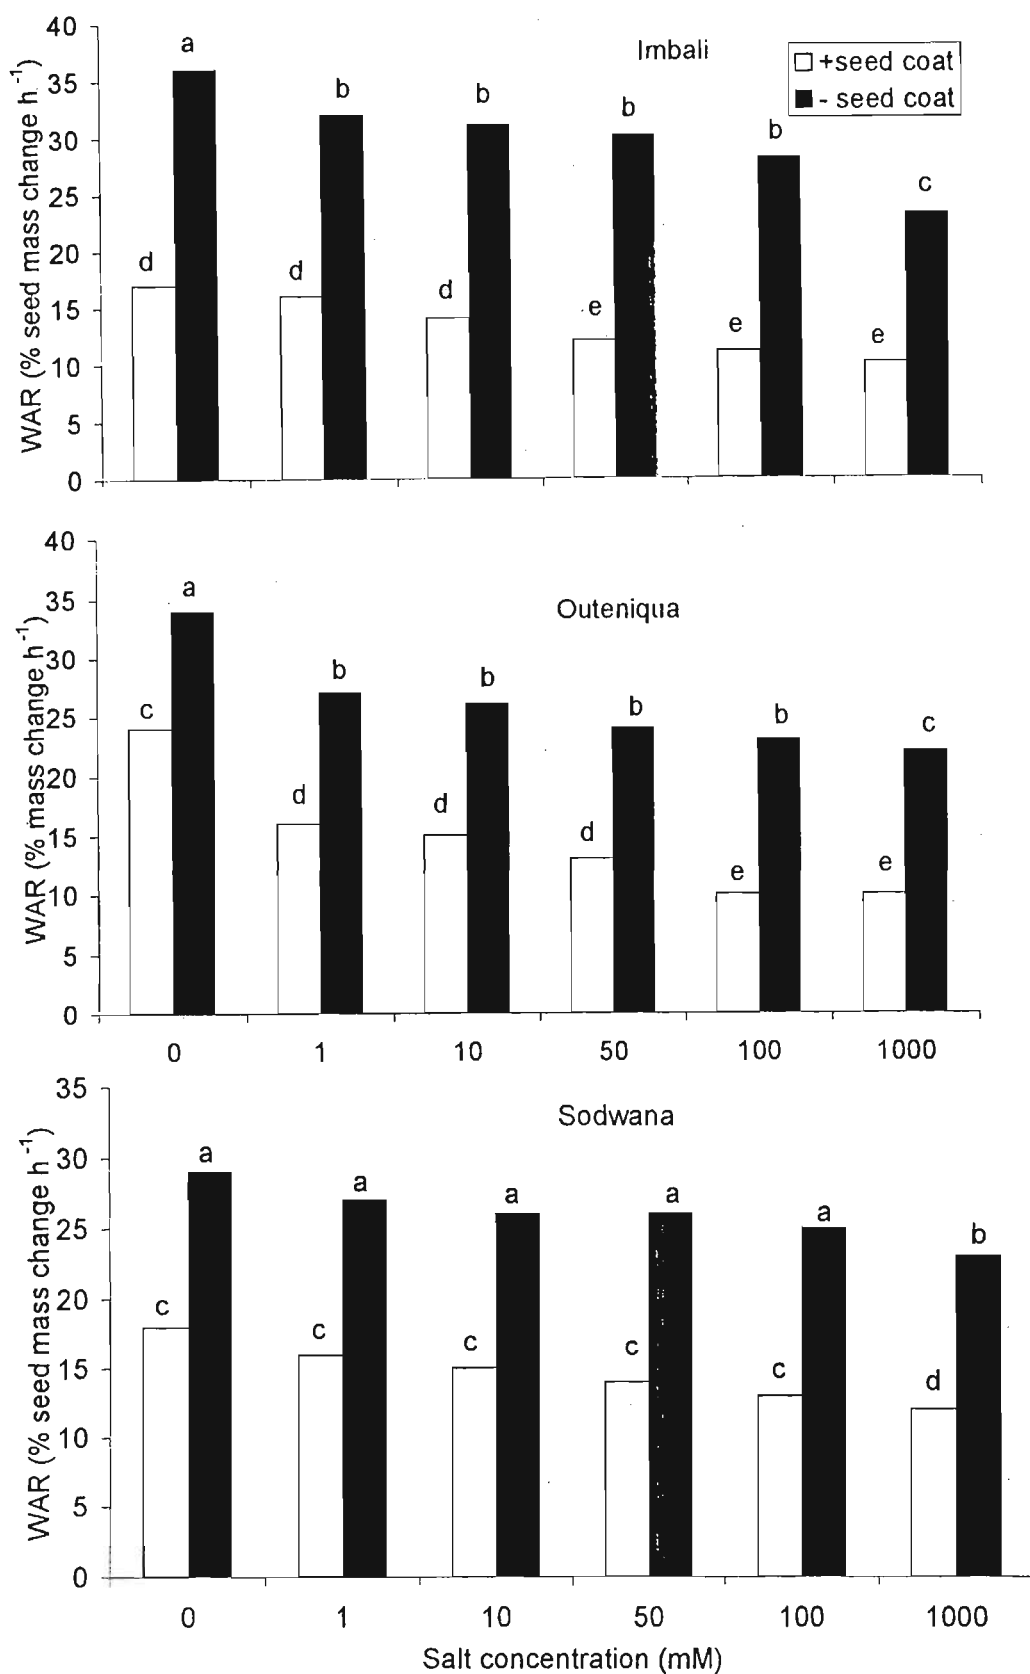 Imbali
+seed coat
- seed coat
WAR (% seed mass change h⁻¹)
40
35
30
25
20
15
10
5
0
a
b
b
b
b
c
d
d
d
e
e
e
Outeniqua
WAR (% mass change h⁻¹)
40
35
30
25
20
15
10
5
0
a
b
b
b
b
c
c
d
d
d
e
e
0 1 10 50 100 1000
Sodwana
WAR (% seed mass change h⁻¹)
35
30
25
20
15
10
5
0
a
a
a
a
a
b
c
c
c
c
c
d
0 1 10 50 100 1000
Salt concentration (mM)